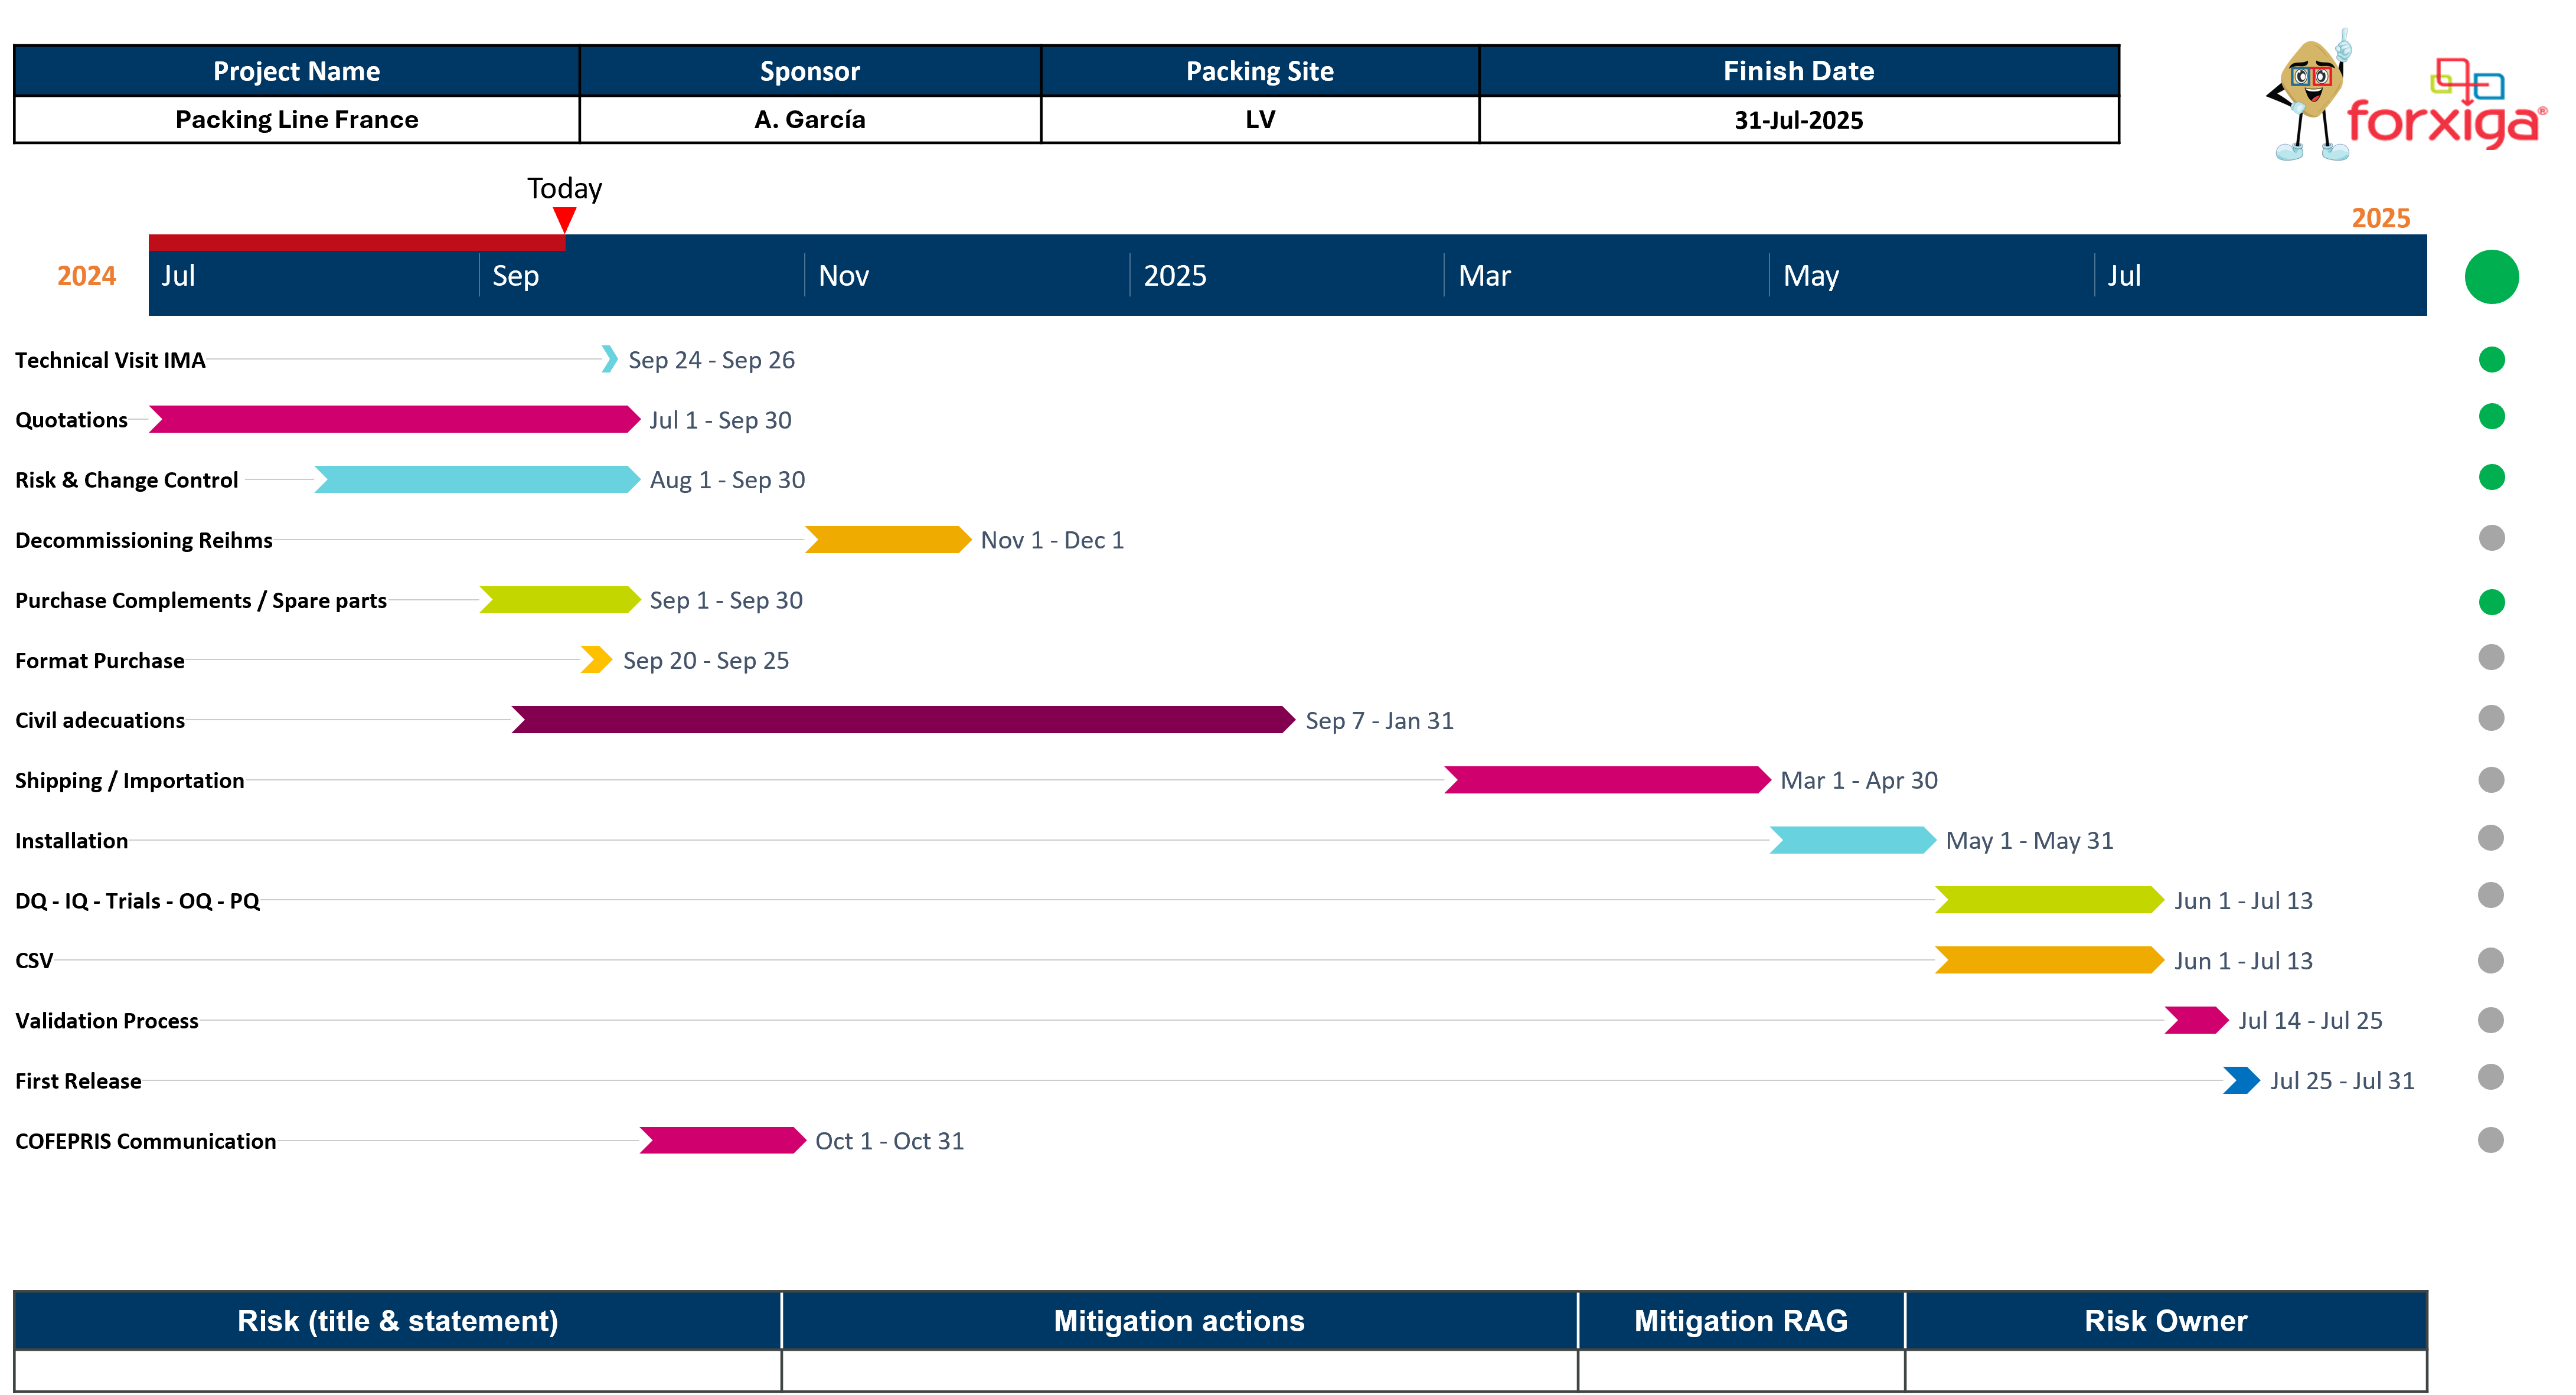 Project Name Sponsor Packing Site Finish Date
Packing Line France A. García LV 31-Jul-2025
forxiga®
Today
2025
2024 Jul Sep Nov 2025 Mar May Jul
Technical Visit IMA Sep 24 - Sep 26
Quotations Jul 1 - Sep 30
Risk & Change Control Aug 1 - Sep 30
Decommissioning Reihms Nov 1 - Dec 1
Purchase Complements / Spare parts Sep 1 - Sep 30
Format Purchase Sep 20 - Sep 25
Civil adecuations Sep 7 - Jan 31
Shipping / Importation Mar 1 - Apr 30
Installation May 1 - May 31
DQ - IQ - Trials - OQ - PQ Jun 1 - Jul 13
CSV Jun 1 - Jul 13
Validation Process Jul 14 - Jul 25
First Release Jul 25 - Jul 31
COFEPRIS Communication Oct 1 - Oct 31
Risk (title & statement) Mitigation actions Mitigation RAG Risk Owner